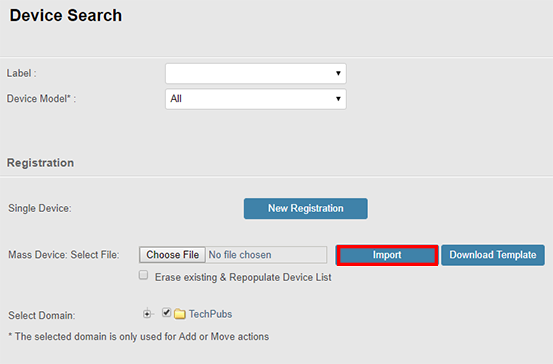 Device Search
Label :
Device Model* : All
Registration
Single Device: New Registration
Mass Device: Select File: Choose File No file chosen Import Download Template
Erase existing & Repopulate Device List
Select Domain: TechPubs
* The selected domain is only used for Add or Move actions